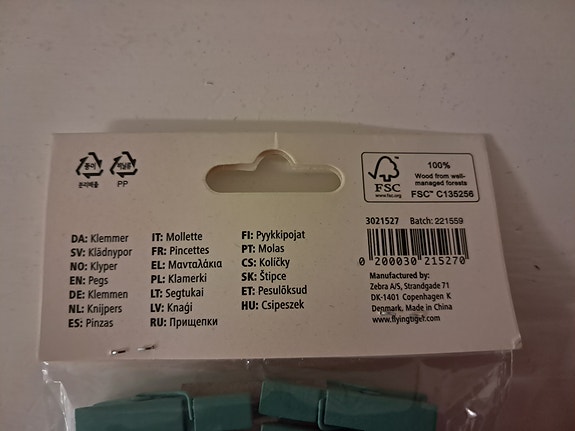 종이
분리배출
비닐류
PP
FSC
www.fsc.org
100%
Wood from well-
managed forests
FSC™ C135256
3021527 Batch: 221559
0 200030 215270
Manufactured by:
Zebra A/S, Strandgade 71
DK-1401 Copenhagen K
Denmark, Made in China
www.flyingtiger.com
DA: Klemmer
SV: Klädnypor
NO: Klyper
EN: Pegs
DE: Klemmen
NL: Knijpers
ES: Pinzas
IT: Mollette
FR: Pincettes
EL: Μανταλάκια
PL: Klamerki
LT: Segtukai
LV: Knaģi
RU: Прищепки
FI: Pyykkipojat
PT: Molas
CS: Kolíčky
SK: Štipce
ET: Pesulõksud
HU: Csipeszek